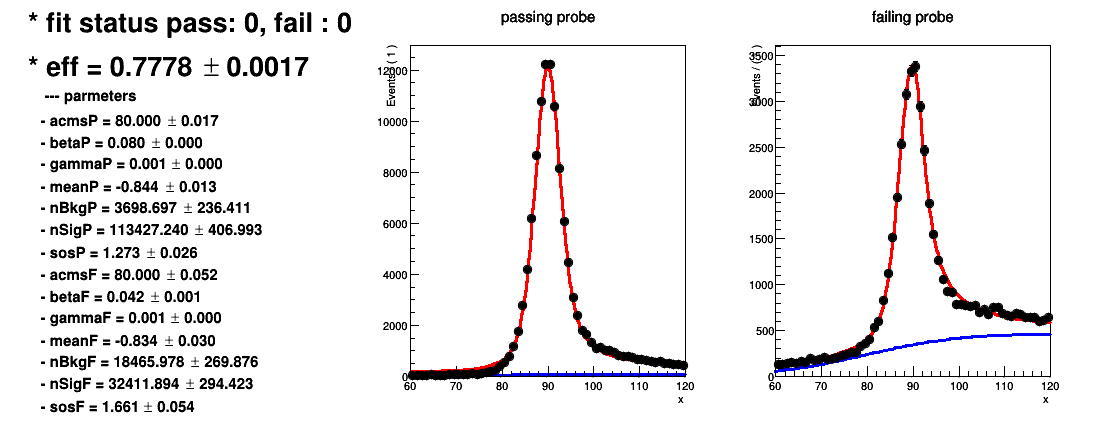 * fit status pass: 0, fail : 0
* eff = 0.7778 ± 0.0017
--- parmeters
- acmsP = 80.000 ± 0.017
- betaP = 0.080 ± 0.000
- gammaP = 0.001 ± 0.000
- meanP = -0.844 ± 0.013
- nBkgP = 3698.697 ± 236.411
- nSigP = 113427.240 ± 406.993
- sosP = 1.273 ± 0.026
- acmsF = 80.000 ± 0.052
- betaF = 0.042 ± 0.001
- gammaF = 0.001 ± 0.000
- meanF = -0.834 ± 0.030
- nBkgF = 18465.978 ± 269.876
- nSigF = 32411.894 ± 294.423
- sosF = 1.661 ± 0.054
passing probe
Events / ( 1 )
12000
10000
8000
6000
4000
2000
0
60 70 80 90 100 110 120
x
failing probe
Events /
3500
3000
2500
2000
1500
1000
500
0
60 70 80 90 100 110 120
x